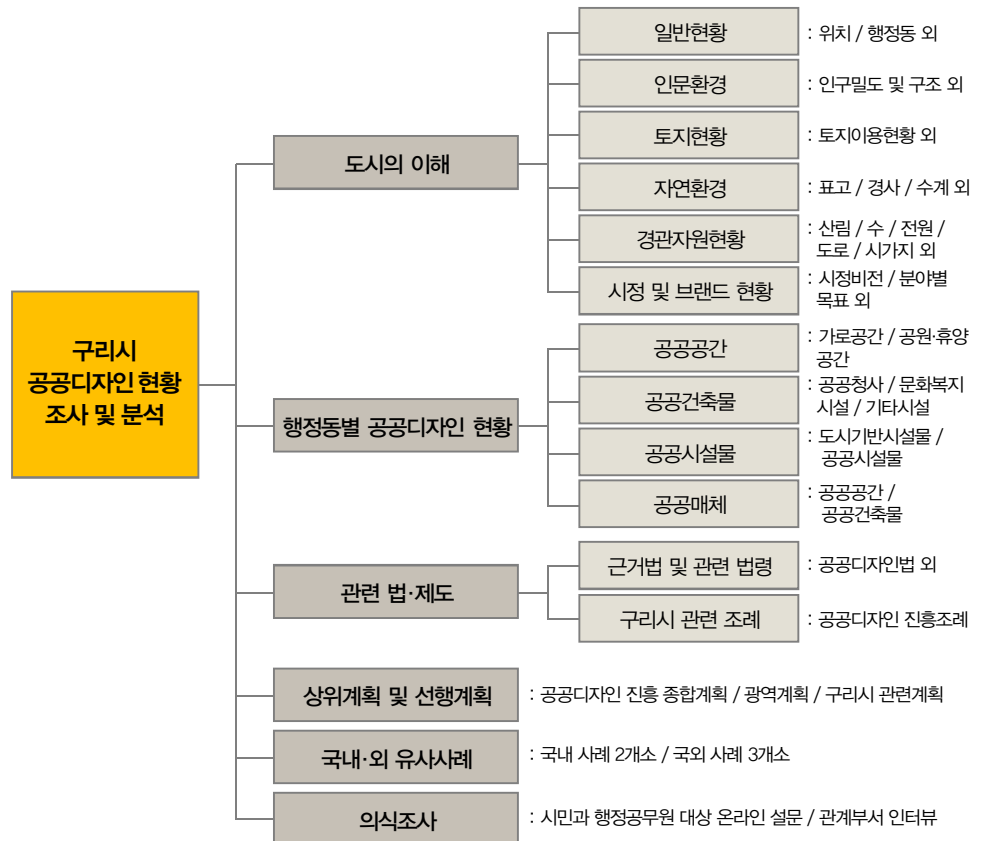 구리시
공공디자인 현황
조사 및 분석
도시의 이해
일반현황
: 위치 / 행정동 외
인문환경
: 인구밀도 및 구조 외
토지현황
: 토지이용현황 외
자연환경
: 표고 / 경사 / 수계 외
경관자원현황
: 산림 / 수 / 전원 /
도로 / 시가지 외
시정 및 브랜드 현황
: 시정비전 / 분야별
목표 외
행정동별 공공디자인 현황
공공공간
: 가로공간 / 공원·휴양
공간
공공건축물
: 공공청사 / 문화복지
시설 / 기타시설
공공시설물
: 도시기반시설물 /
공공시설물
공공매체
: 공공공간 /
공공건축물
관련 법·제도
근거법 및 관련 법령
: 공공디자인법 외
구리시 관련 조례
: 공공디자인 진흥조례
상위계획 및 선행계획
: 공공디자인 진흥 종합계획 / 광역계획 / 구리시 관련계획
국내·외 유사사례
: 국내 사례 2개소 / 국외 사례 3개소
의식조사
: 시민과 행정공무원 대상 온라인 설문 / 관계부서 인터뷰